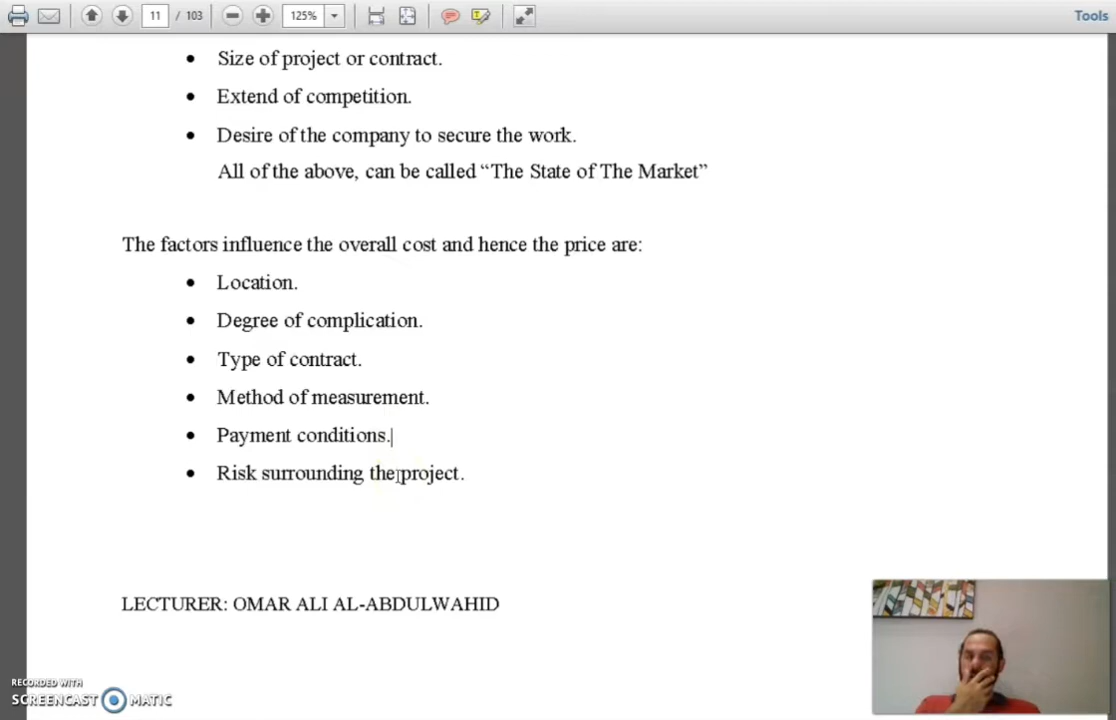 11 / 103 125% Tools
• Size of project or contract.
• Extend of competition.
• Desire of the company to secure the work.
All of the above, can be called “The State of The Market”
The factors influence the overall cost and hence the price are:
• Location.
• Degree of complication.
• Type of contract.
• Method of measurement.
• Payment conditions.
• Risk surrounding the project.
LECTURER: OMAR ALI AL-ABDULWAHID
RECORDED WITH
SCREENCAST MATIC